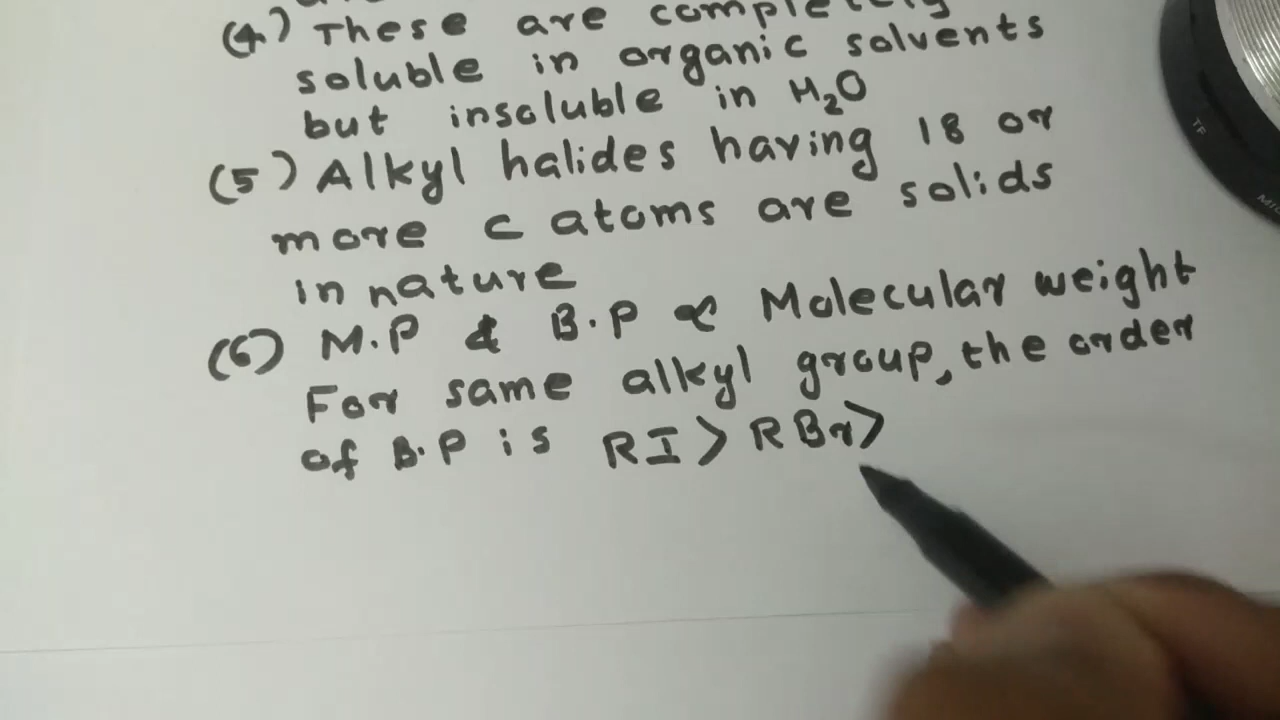 (4) These are completely
soluble in organic solvents
but insoluble in H₂O
(5) Alkyl halides having 18 or
more C atoms are solids
in nature
(6) M.P & B.P ∝ Molecular weight
For same alkyl group, the order
of B.P is RI > RBr>
TF